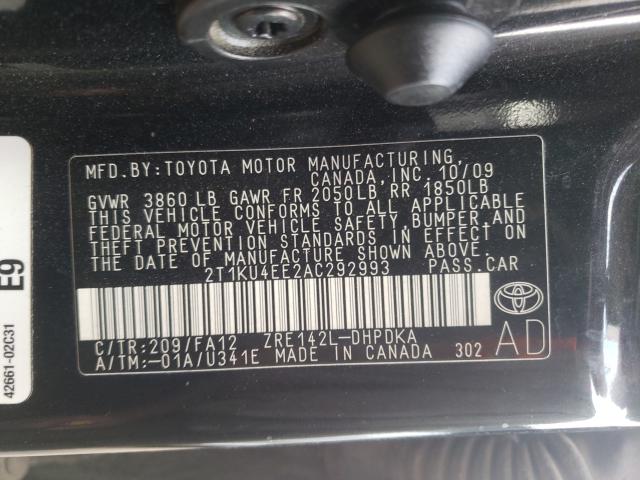 MFD.BY:TOYOTA MOTOR MANUFACTURING,
CANADA, INC. 10/09
GVWR 3860LB GAWR FR 2050LB, RR 1850LB
THIS VEHICLE CONFORMS TO ALL APPLICABLE
FEDERAL MOTOR VEHICLE SAFETY, BUMPER, AND
THEFT PREVENTION STANDARDS IN EFFECT ON
THE DATE OF MANUFACTURE SHOWN ABOVE.
2T1KU4EE2AC292993 PASS.CAR
C/TR:209/FA12 ZRE142L-DHPDKA
A/TM:-01A/U341E MADE IN CANADA 302
AD
E9
42661-02C31